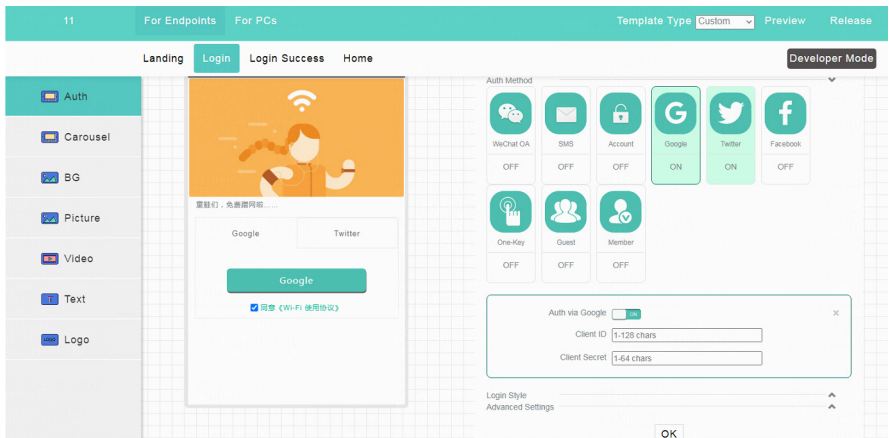 11 For Endpoints For PCs Template Type Custom Preview Release
Landing Login Login Success Home Developer Mode
Auth
Carousel
BG
Picture
Video
Text
Logo
童鞋们，免费蹭网啦......
Google Twitter
Google
同意《Wi-Fi 使用协议》
Auth Method
WeChat OA SMS Account Google Twitter Facebook
OFF OFF OFF ON ON OFF
One-Key Guest Member
OFF OFF OFF
Auth via Google ON
Client ID 1-128 chars
Client Secret 1-64 chars
Login Style
Advanced Settings
OK